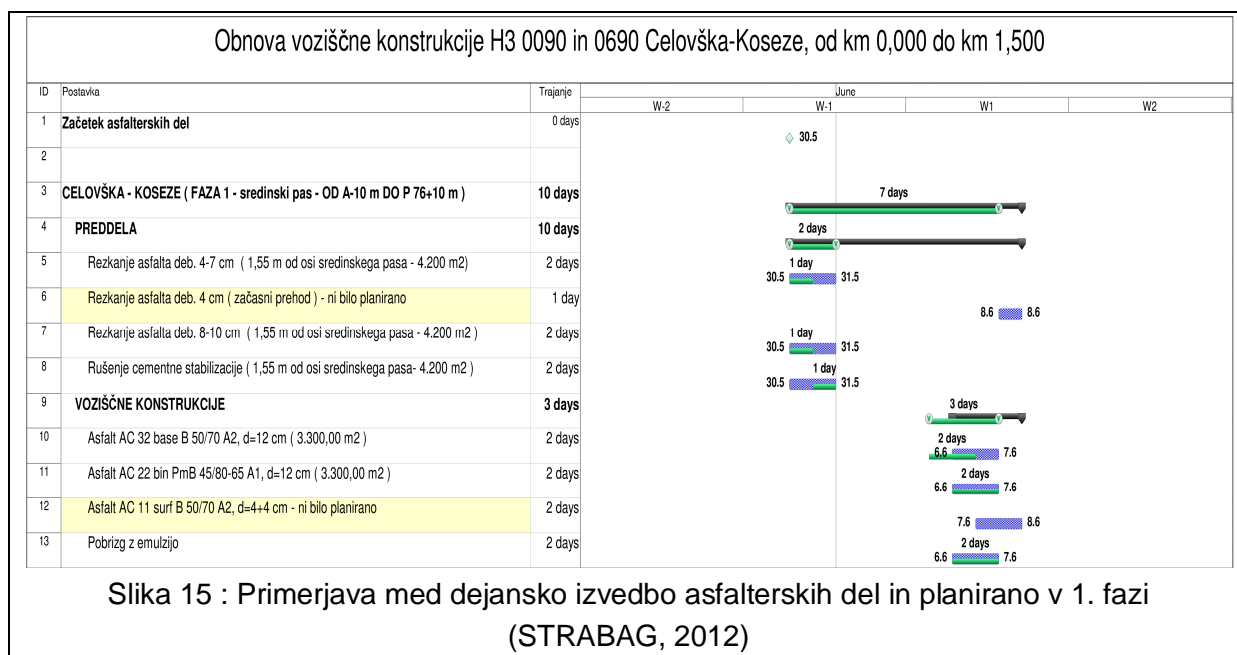 Obnova voziščne konstrukcije H3 0090 in 0690 Celovška-Koseze, od km 0,000 do km 1,500
ID Postavka Trajanje June
W-2 W-1 W1 W2
1 Začetek asfalterskih del 0 days
30.5
2
3 CELOVŠKA - KOSEZE ( FAZA 1 - sredinski pas - OD A-10 m DO P 76+10 m ) 10 days 7 days
4 PREDDELA 10 days 2 days
5 Rezkanje asfalta deb. 4-7 cm ( 1,55 m od osi sredinskega pasa - 4.200 m2) 2 days 1 day
30.5 31.5
6 Rezkanje asfalta deb. 4 cm ( začasni prehod ) - ni bilo planirano 1 day
8.6 8.6
7 Rezkanje asfalta deb. 8-10 cm ( 1,55 m od osi sredinskega pasa - 4.200 m2 ) 2 days 1 day
30.5 31.5
8 Rušenje cementne stabilizacije ( 1,55 m od osi sredinskega pasa- 4.200 m2 ) 2 days 1 day
30.5 31.5
9 VOZIŠČNE KONSTRUKCIJE 3 days 3 days
10 Asfalt AC 32 base B 50/70 A2, d=12 cm ( 3.300,00 m2 ) 2 days 2 days
6.6 7.6
11 Asfalt AC 22 bin PmB 45/80-65 A1, d=12 cm ( 3.300,00 m2 ) 2 days 2 days
6.6 7.6
12 Asfalt AC 11 surf B 50/70 A2, d=4+4 cm - ni bilo planirano 2 days
7.6 8.6
13 Pobrizg z emulzijo 2 days 2 days
6.6 7.6
Slika 15 : Primerjava med dejansko izvedbo asfalterskih del in planirano v 1. fazi
(STRABAG, 2012)